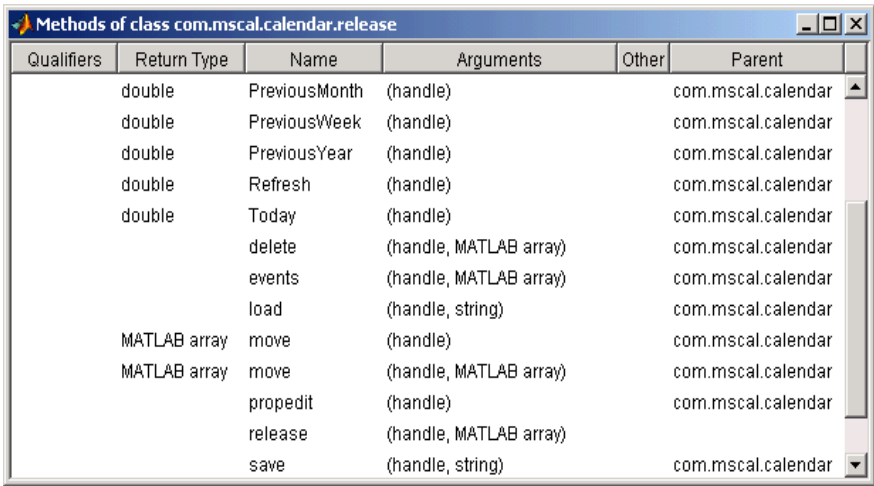 Methods of class com.mscal.calendar.release
Qualifiers Return Type Name Arguments Other Parent
double PreviousMonth (handle) com.mscal.calendar
double PreviousWeek (handle) com.mscal.calendar
double PreviousYear (handle) com.mscal.calendar
double Refresh (handle) com.mscal.calendar
double Today (handle) com.mscal.calendar
delete (handle, MATLAB array) com.mscal.calendar
events (handle, MATLAB array) com.mscal.calendar
load (handle, string) com.mscal.calendar
MATLAB array move (handle) com.mscal.calendar
MATLAB array move (handle, MATLAB array) com.mscal.calendar
propedit (handle) com.mscal.calendar
release (handle, MATLAB array)
save (handle, string) com.mscal.calendar